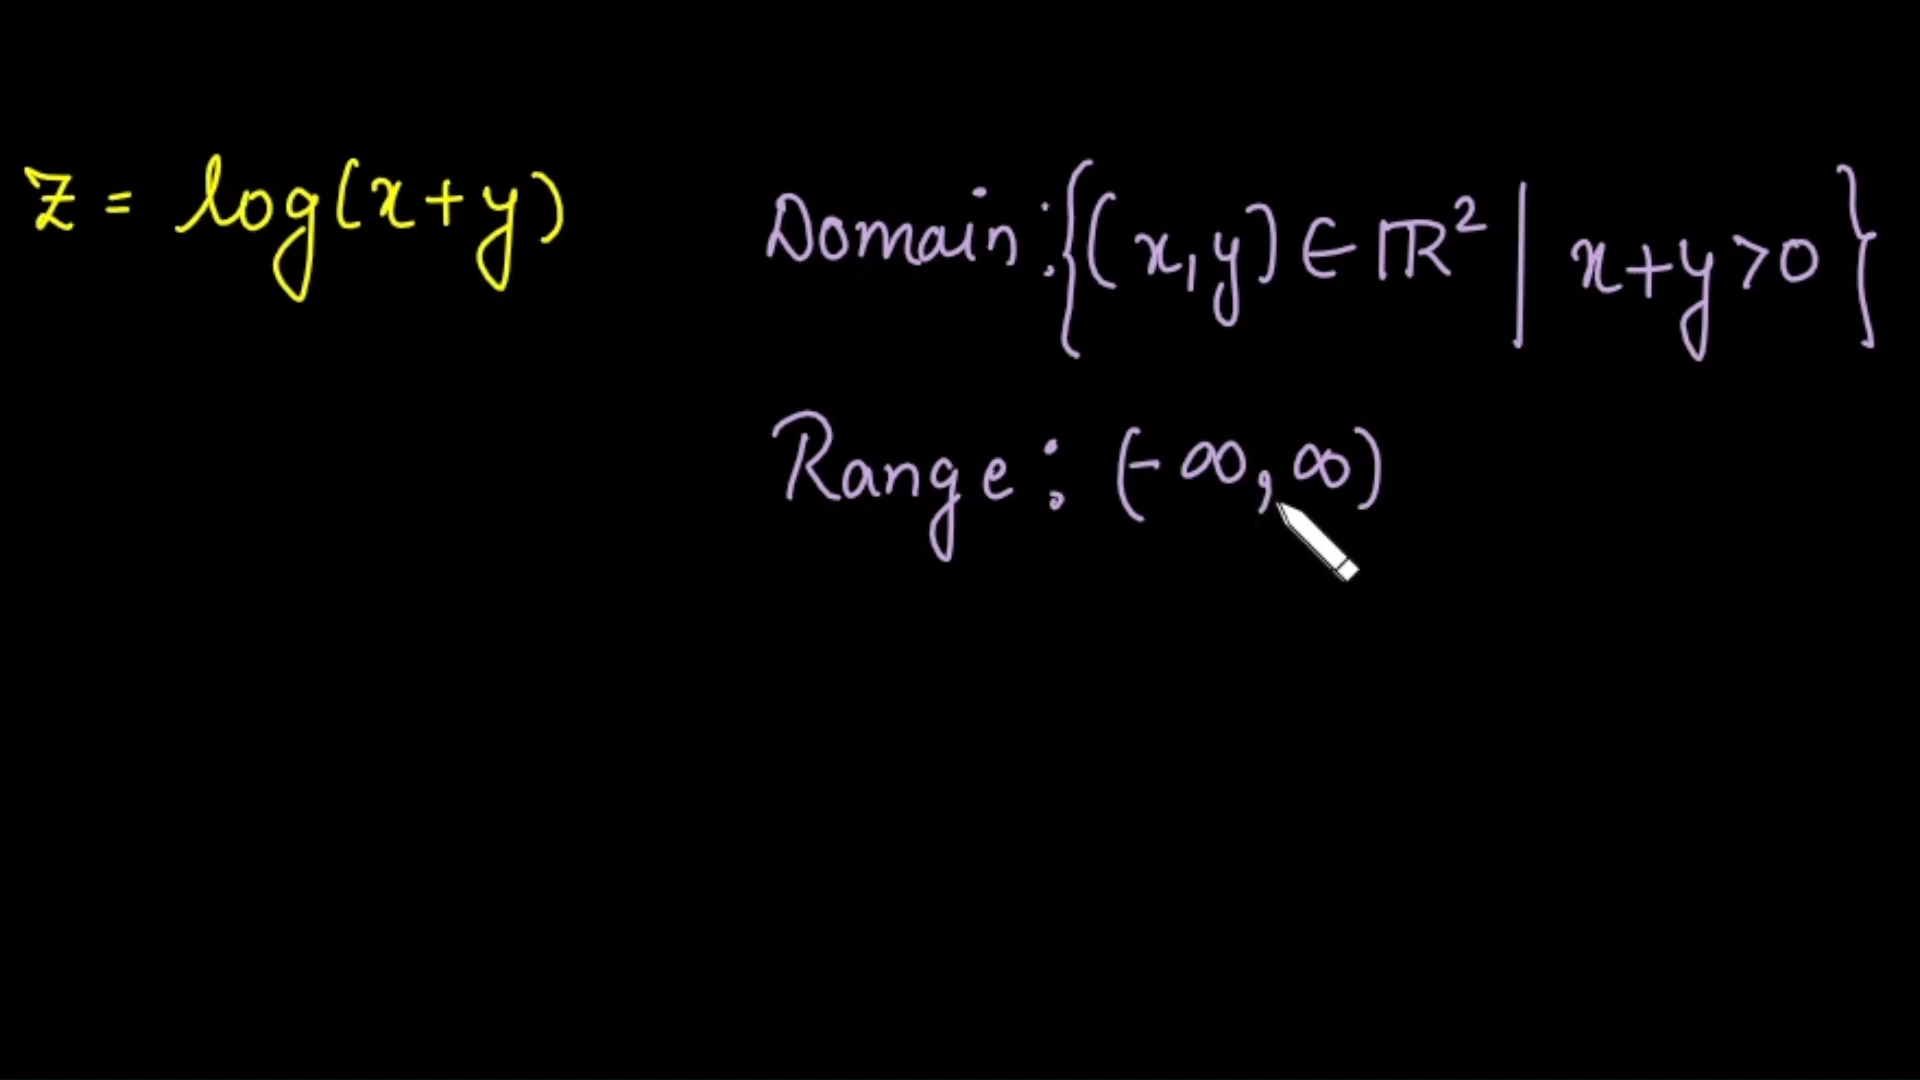 z = log(x+y)
Domain: {(x,y) ∈ ℝ² | x+y>0}
Range: (-∞, ∞)